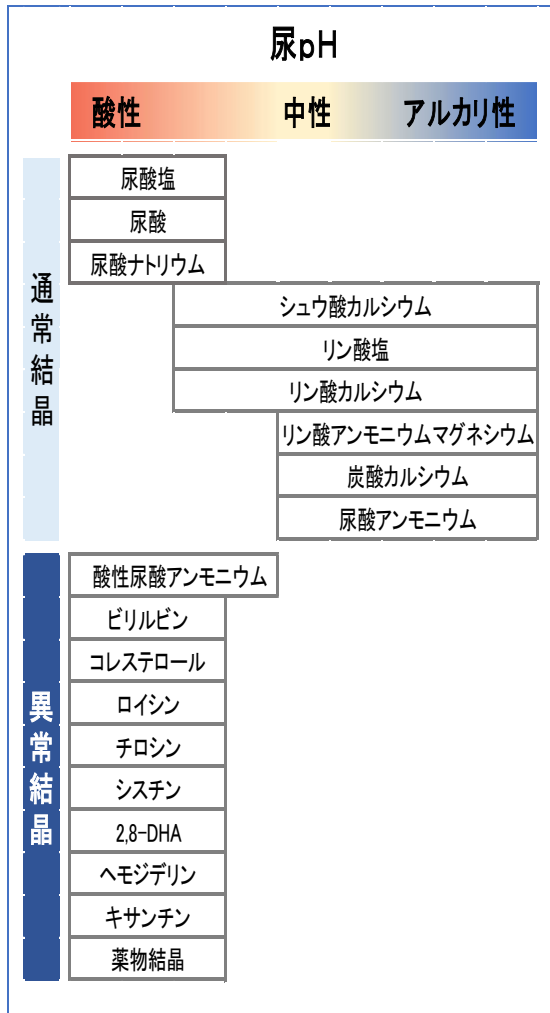 尿pH
酸性 中性 アルカリ性
通常結晶
尿酸塩
尿酸
尿酸ナトリウム
シュウ酸カルシウム
リン酸塩
リン酸カルシウム
リン酸アンモニウムマグネシウム
炭酸カルシウム
尿酸アンモニウム
異常結晶
酸性尿酸アンモニウム
ビリルビン
コレステロール
ロイシン
チロシン
シスチン
2,8-DHA
ヘモジデリン
キサンチン
薬物結晶